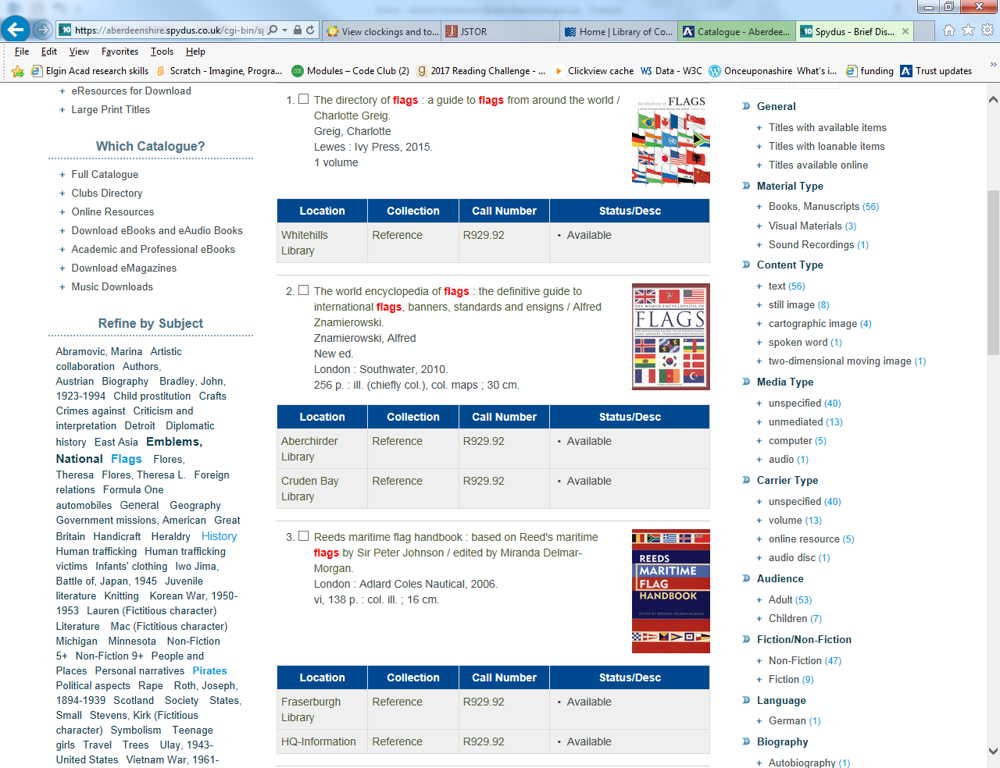 https://aberdeenshire.spydus.co.uk/cgi-bin/sp
View clockings and to...
JSTOR
Home | Library of Co...
Catalogue - Aberdee...
Spydus - Brief Dis...
File Edit View Favorites Tools Help
Elgin Acad research skills
Scratch - Imagine, Progra...
Modules – Code Club (2)
2017 Reading Challenge - ...
Clickview cache
Data - W3C
Onceuponashire What's i...
funding
Trust updates
+ eResources for Download
+ Large Print Titles
Which Catalogue?
+ Full Catalogue
+ Clubs Directory
+ Online Resources
+ Download eBooks and eAudio Books
+ Academic and Professional eBooks
+ Download eMagazines
+ Music Downloads
Refine by Subject
Abramovic, Marina Artistic
collaboration Authors,
Austrian Biography Bradley, John,
1923-1994 Child prostitution Crafts
Crimes against Criticism and
interpretation Detroit Diplomatic
history East Asia Emblems,
National Flags Flores,
Theresa Flores, Theresa L. Foreign
relations Formula One
automobiles General Geography
Government missions, American Great
Britain Handicraft Heraldry History
Human trafficking Human trafficking
victims Infants' clothing Iwo Jima,
Battle of, Japan, 1945 Juvenile
literature Knitting Korean War, 1950-
1953 Lauren (Fictitious character)
Literature Mac (Fictitious character)
Michigan Minnesota Non-Fiction
5+ Non-Fiction 9+ People and
Places Personal narratives Pirates
Political aspects Rape Roth, Joseph,
1894-1939 Scotland Society States,
Small Stevens, Kirk (Fictitious
character) Symbolism Teenage
girls Travel Trees Ulay, 1943-
United States Vietnam War, 1961-
1. The directory of flags : a guide to flags from around the world /
Charlotte Greig.
Greig, Charlotte
Lewes : Ivy Press, 2015.
1 volume
the directory of FLAGS
Location Collection Call Number Status/Desc
Whitehills Reference R929.92 • Available
Library
2. The world encyclopedia of flags : the definitive guide to
international flags, banners, standards and ensigns / Alfred
Znamierowski.
Znamierowski, Alfred
New ed.
London : Southwater, 2010.
256 p. : ill. (chiefly col.), col. maps ; 30 cm.
THE WORLD ENCYCLOPEDIA OF
FLAGS
THE DEFINITIVE GUIDE TO INTERNATIONAL
FLAGS, BANNERS, STANDARDS AND ENSIGNS
Location Collection Call Number Status/Desc
Aberchirder Reference R929.92 • Available
Library
Cruden Bay Reference R929.92 • Available
Library
3. Reeds maritime flag handbook : based on Reed's maritime
flags by Sir Peter Johnson / edited by Miranda Delmar-
Morgan.
London : Adlard Coles Nautical, 2006.
vi, 138 p. : col. ill. ; 16 cm.
REEDS
MARITIME
FLAG
HANDBOOK
EDITED BY MIRANDA DELMAR-MORGAN
Location Collection Call Number Status/Desc
Fraserburgh Reference R929.92 • Available
Library
HQ-Information Reference R929.92 • Available
General
+ Titles with available items
+ Titles with loanable items
+ Titles available online
Material Type
+ Books, Manuscripts (56)
+ Visual Materials (3)
+ Sound Recordings (1)
Content Type
+ text (56)
+ still image (8)
+ cartographic image (4)
+ spoken word (1)
+ two-dimensional moving image (1)
Media Type
+ unspecified (40)
+ unmediated (13)
+ computer (5)
+ audio (1)
Carrier Type
+ unspecified (40)
+ volume (13)
+ online resource (5)
+ audio disc (1)
Audience
+ Adult (53)
+ Children (7)
Fiction/Non-Fiction
+ Non-Fiction (47)
+ Fiction (9)
Language
+ German (1)
Biography
+ Autobiography (1)